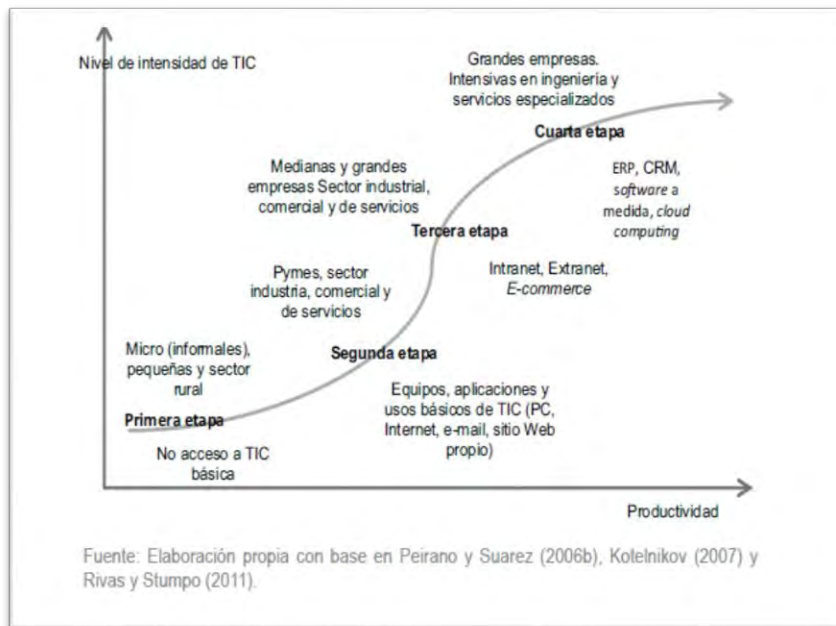 Nivel de intensidad de TIC
Grandes empresas.
Intensivas en ingeniería y
servicios especializados
Cuarta etapa
ERP, CRM,
software a
medida, cloud
computing
Medianas y grandes
empresas Sector industrial,
comercial y de servicios
Tercera etapa
Intranet, Extranet,
E-commerce
Pymes, sector
industria, comercial y
de servicios
Segunda etapa
Equipos, aplicaciones y
usos básicos de TIC (PC,
Internet, e-mail, sitio Web
propio)
Micro (informales),
pequeñas y sector
rural
Primera etapa
No acceso a TIC
básica
Productividad
Fuente: Elaboración propia con base en Peirano y Suarez (2006b), Kotelnikov (2007) y
Rivas y Stumpo (2011).